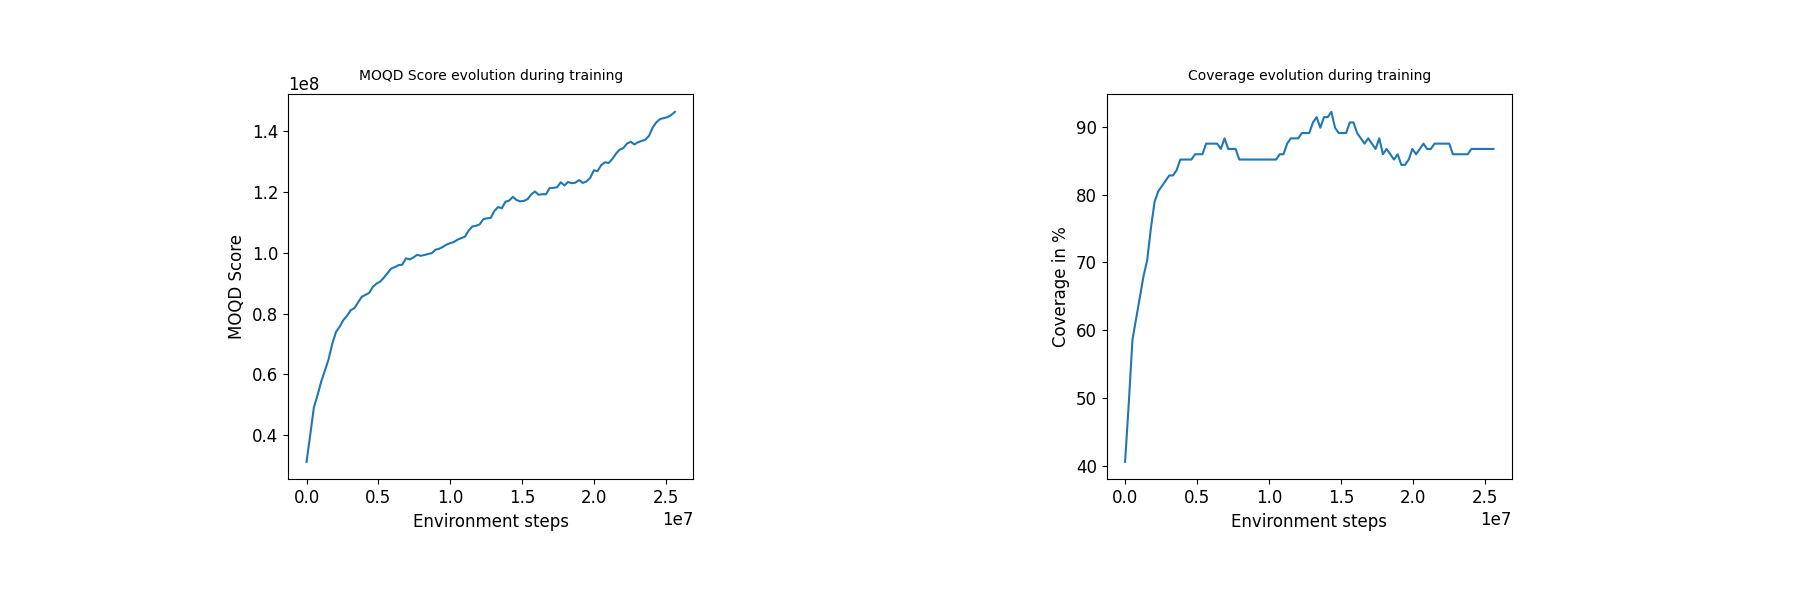 MOQD Score evolution during training
1e8
1.4
1.2
1.0
0.8
0.6
0.4
MOQD Score
0.0 0.5 1.0 1.5 2.0 2.5
Environment steps
1e7
Coverage evolution during training
90
80
70
60
50
40
Coverage in %
0.0 0.5 1.0 1.5 2.0 2.5
Environment steps
1e7